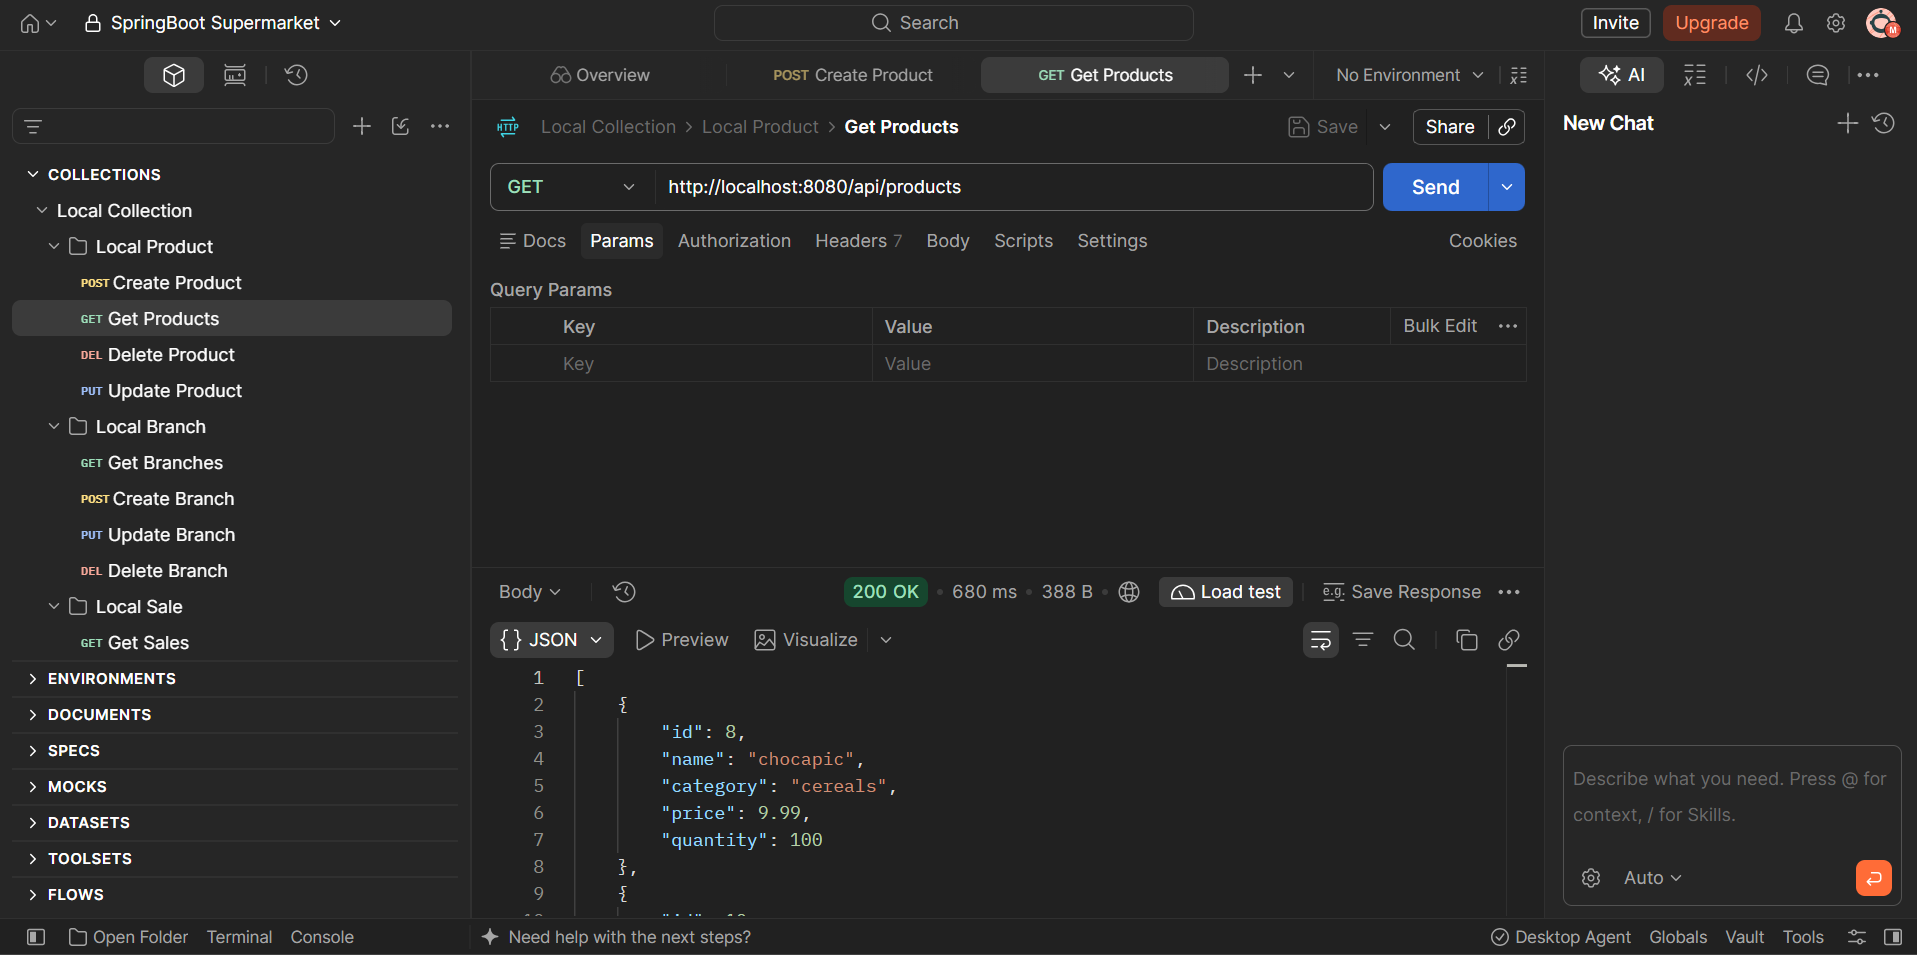 SpringBoot Supermarket
Search
Invite
Upgrade
M
Overview
POST Create Product
GET Get Products
No Environment
AI
COLLECTIONS
Local Collection
Local Product
POST Create Product
GET Get Products
DEL Delete Product
PUT Update Product
Local Branch
GET Get Branches
POST Create Branch
PUT Update Branch
DEL Delete Branch
Local Sale
GET Get Sales
ENVIRONMENTS
DOCUMENTS
SPECS
MOCKS
DATASETS
TOOLSETS
FLOWS
HTTP Local Collection > Local Product > Get Products
Save
Share
GET
http://localhost:8080/api/products
Send
Docs
Params
Authorization
Headers 7
Body
Scripts
Settings
Cookies
Query Params
Key
Value
Description
Bulk Edit
Key
Value
Description
Body
200 OK
680 ms
388 B
Load test
e.g. Save Response
{} JSON
Preview
Visualize
1 [
2 {
3 "id": 8,
4 "name": "chocapic",
5 "category": "cereals",
6 "price": 9.99,
7 "quantity": 100
8 },
9 {
New Chat
Describe what you need. Press @ for
context, / for Skills.
Auto
Open Folder
Terminal
Console
Need help with the next steps?
Desktop Agent
Globals
Vault
Tools